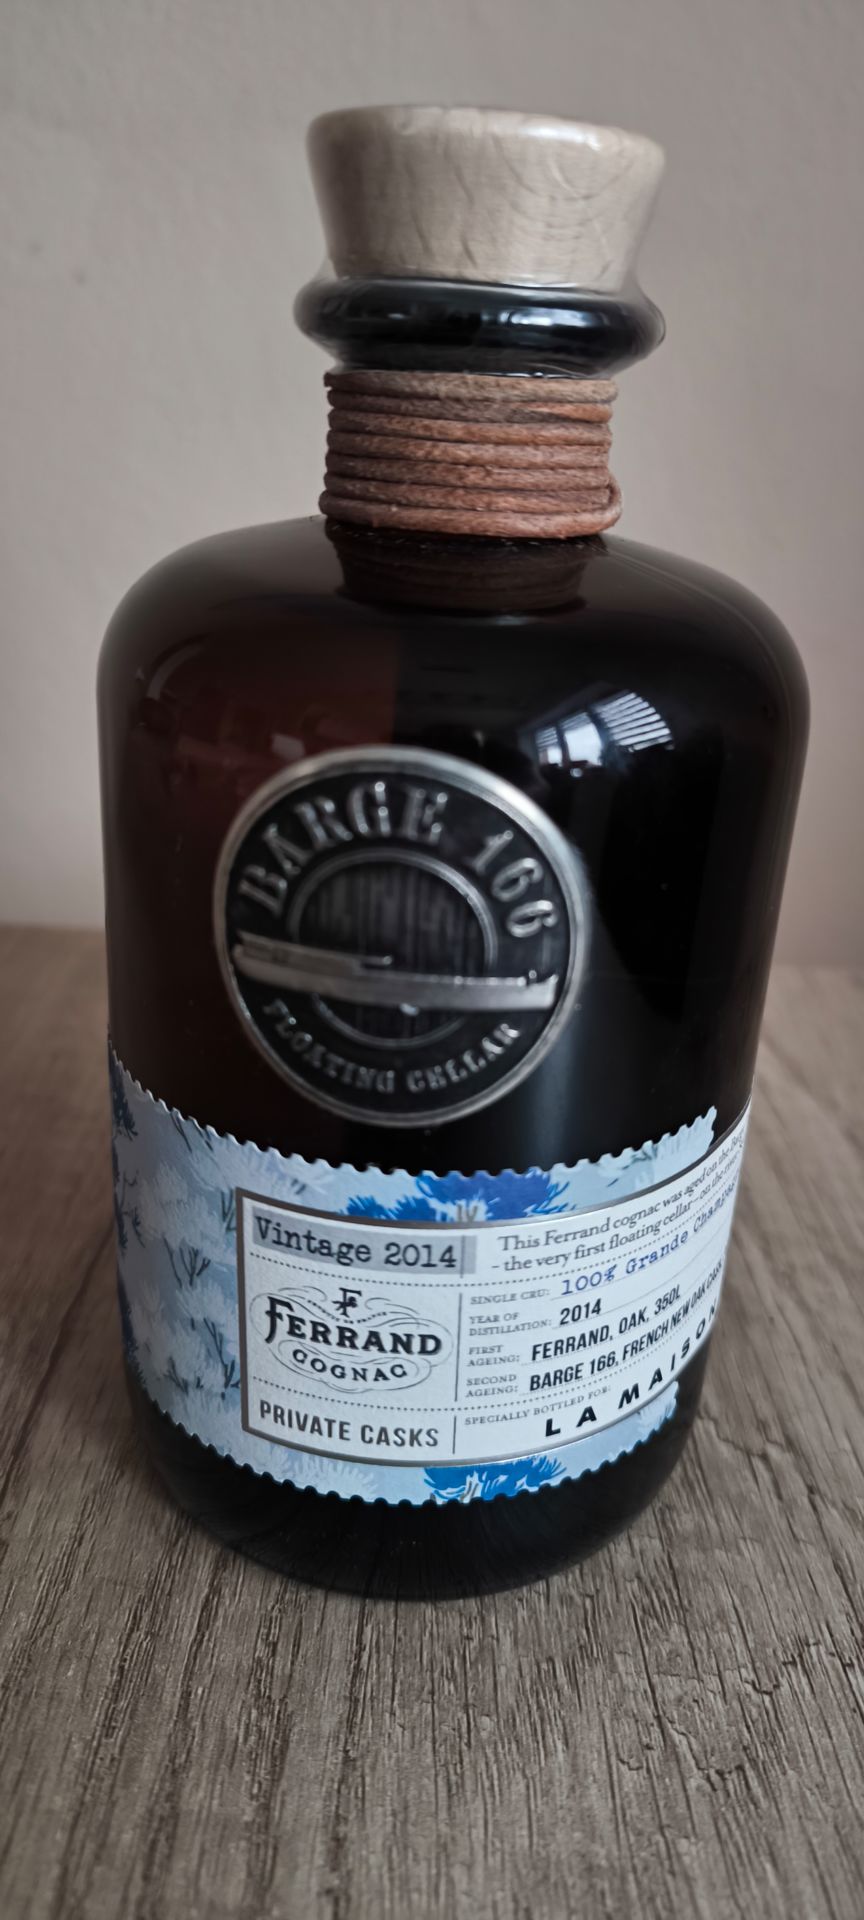 BARGE 166
FLOATING CELLAR
Vintage 2014
FERRAND
COGNAC
PRIVATE CASKS
This Ferrand cognac was aged on the
- the very first floating cellar - on the
SINGLE CRU: 100% Grande
YEAR OF
DISTILLATION: 2014
FIRST
AGEING: FERRAND, OAK, 350L
SECOND
AGEING: BARGE 166, FRENCH NEW OAK
SPECIALLY BOTTLED FOR:
LA MAISON